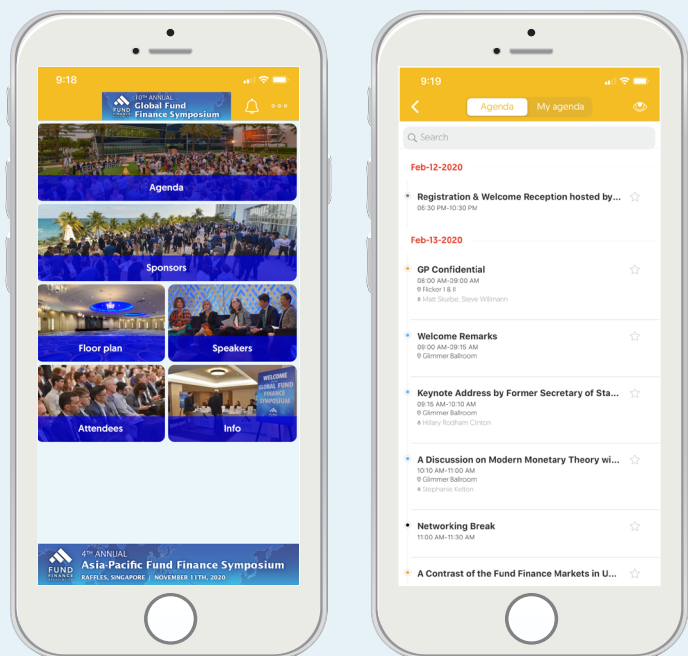 9:18
10TH ANNUAL
Global Fund
Finance Symposium
FUND
FINANCE
Agenda
Sponsors
Floor plan
Speakers
WELCOME
GLOBAL FUND
FINANCE
SYMPOSIUM
Attendees
Info
4TH ANNUAL
Asia-Pacific Fund Finance Symposium
RAFFLES, SINGAPORE | NOVEMBER 11TH, 2020
FUND
FINANCE
9:19
Agenda
My agenda
Search
Feb-12-2020
Registration & Welcome Reception hosted by...
06:30 PM-10:30 PM
Feb-13-2020
GP Confidential
08:00 AM-09:00 AM
Flicker I & II
Matt Skurbe, Steve Willmann
Welcome Remarks
09:00 AM-09:15 AM
Glimmer Ballroom
Keynote Address by Former Secretary of Sta...
09:15 AM-10:10 AM
Glimmer Ballroom
Hillary Rodham Clinton
A Discussion on Modern Monetary Theory wi...
10:10 AM-11:00 AM
Glimmer Ballroom
Stephanie Kelton
Networking Break
11:00 AM-11:30 AM
A Contrast of the Fund Finance Markets in U...